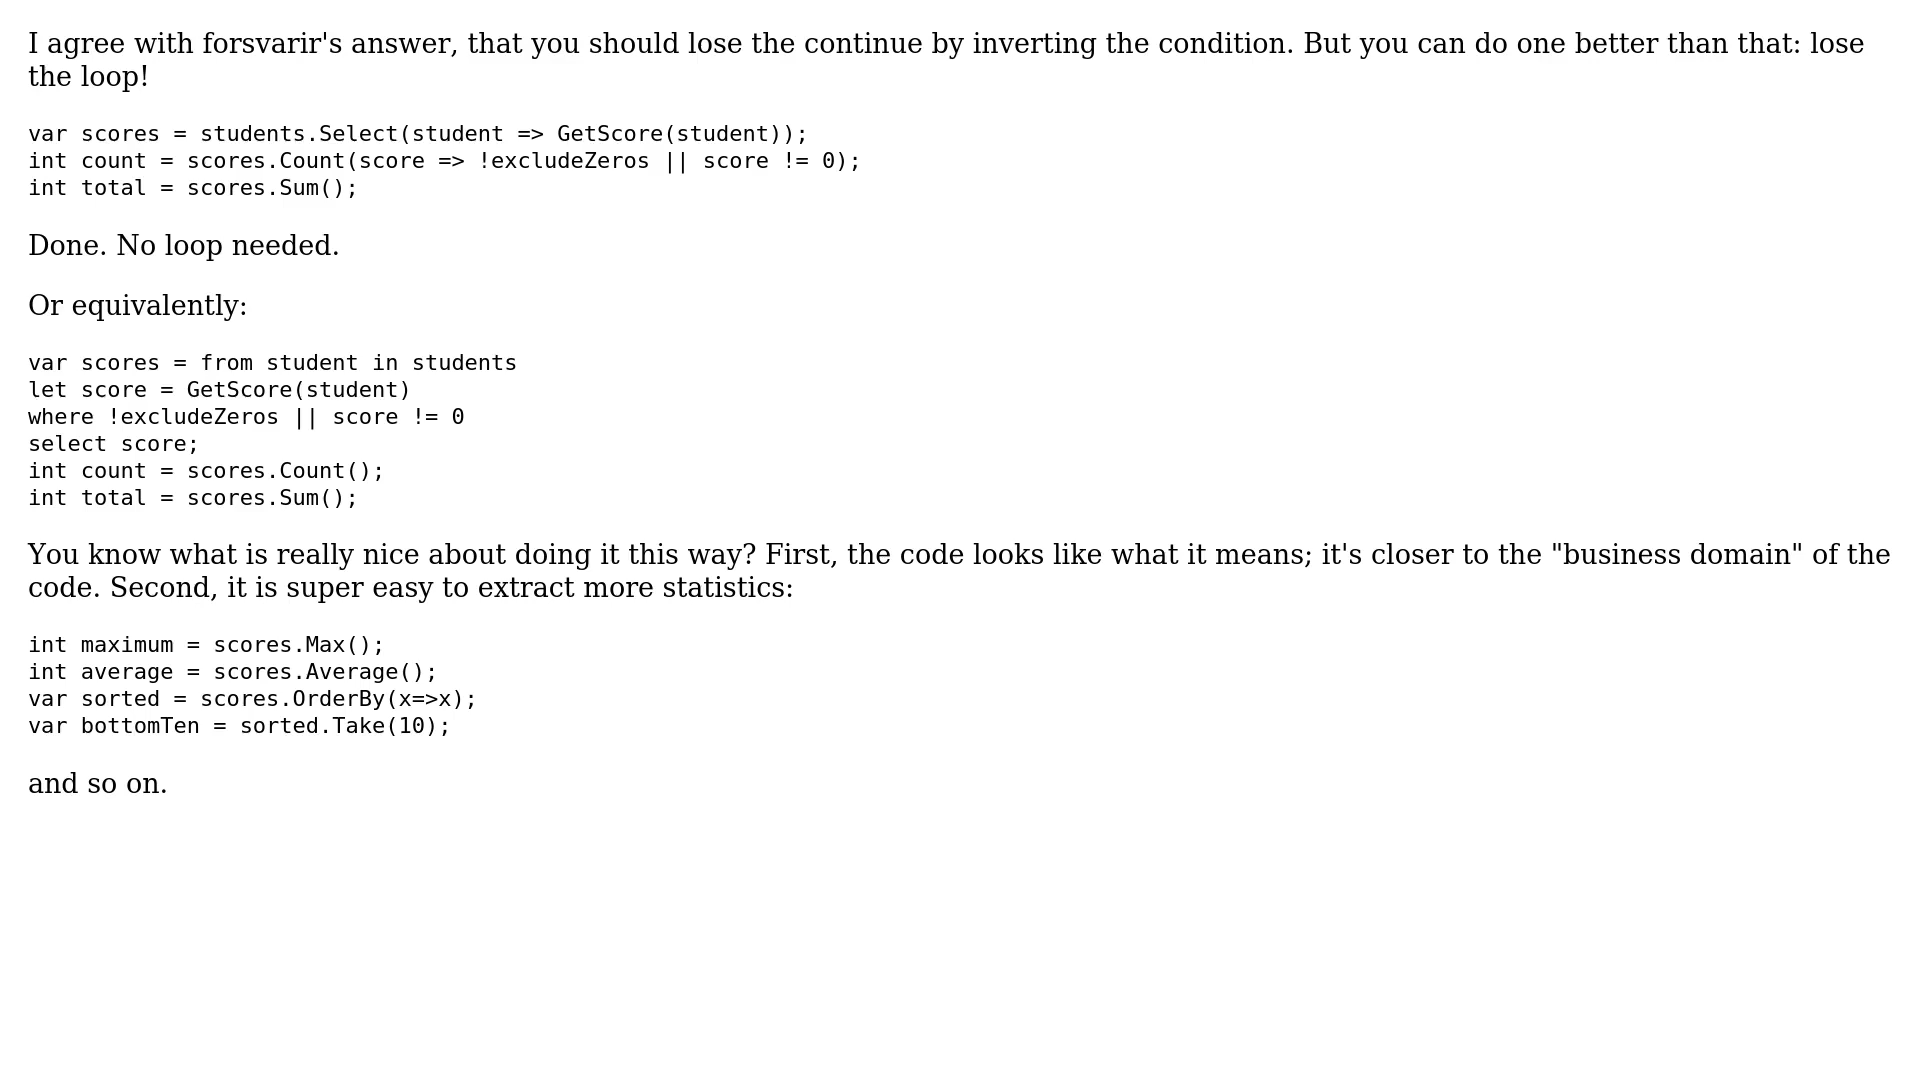 I agree with forsvarir's answer, that you should lose the continue by inverting the condition. But you can do one better than that: lose
the loop!
var scores = students.Select(student => GetScore(student));
int count = scores.Count(score => !excludeZeros || score != 0);
int total = scores.Sum();
Done. No loop needed.
Or equivalently:
var scores = from student in students
let score = GetScore(student)
where !excludeZeros || score != 0
select score;
int count = scores.Count();
int total = scores.Sum();
You know what is really nice about doing it this way? First, the code looks like what it means; it's closer to the "business domain" of the
code. Second, it is super easy to extract more statistics:
int maximum = scores.Max();
int average = scores.Average();
var sorted = scores.OrderBy(x=>x);
var bottomTen = sorted.Take(10);
and so on.